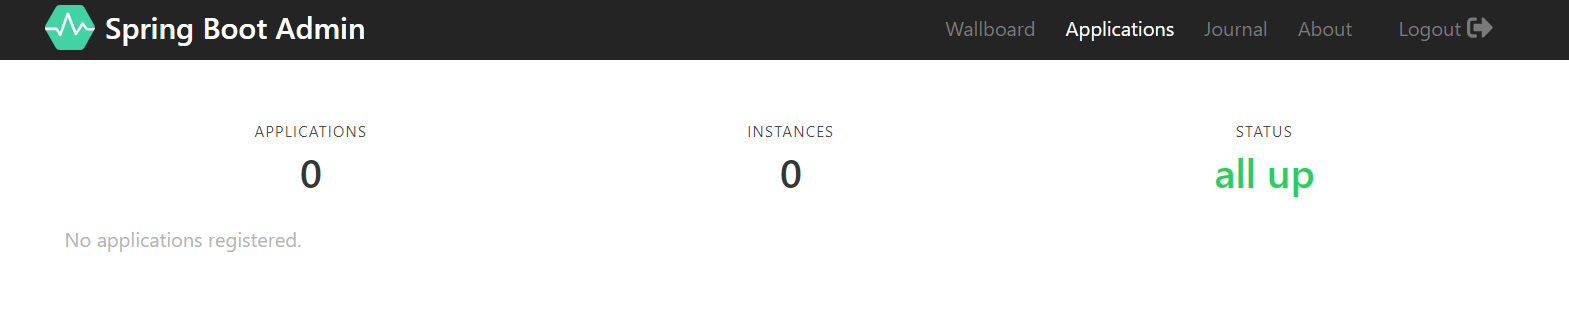 Spring Boot Admin Wallboard Applications Journal About Logout
APPLICATIONS INSTANCES STATUS
0 0 all up
No applications registered.